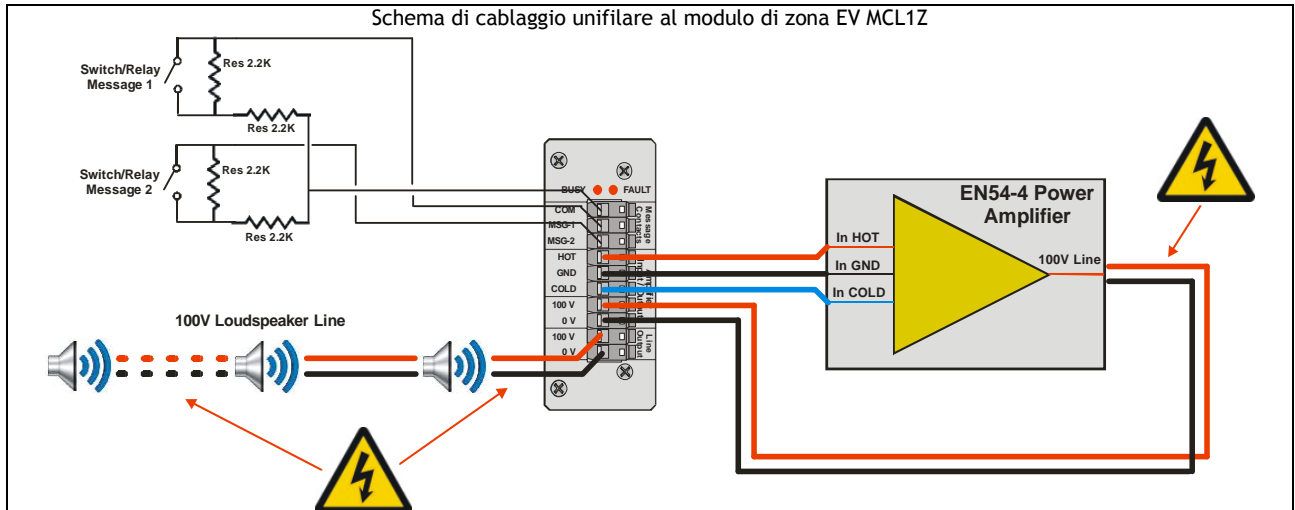 Schema di cablaggio unifilare al modulo di zona EV MCL1Z
Switch/Relay
Message 1
Res 2.2K
Res 2.2K
Switch/Relay
Message 2
Res 2.2K
Res 2.2K
BUSY
FAULT
COM
MSG-1
MSG-2
HOT
GND
COLD
100 V
0 V
100 V
0 V
Message
Contacts
Amplifier
Input / Output
Line
Output
EN54-4 Power
Amplifier
In HOT
In GND
In COLD
100V Line
100V Loudspeaker Line